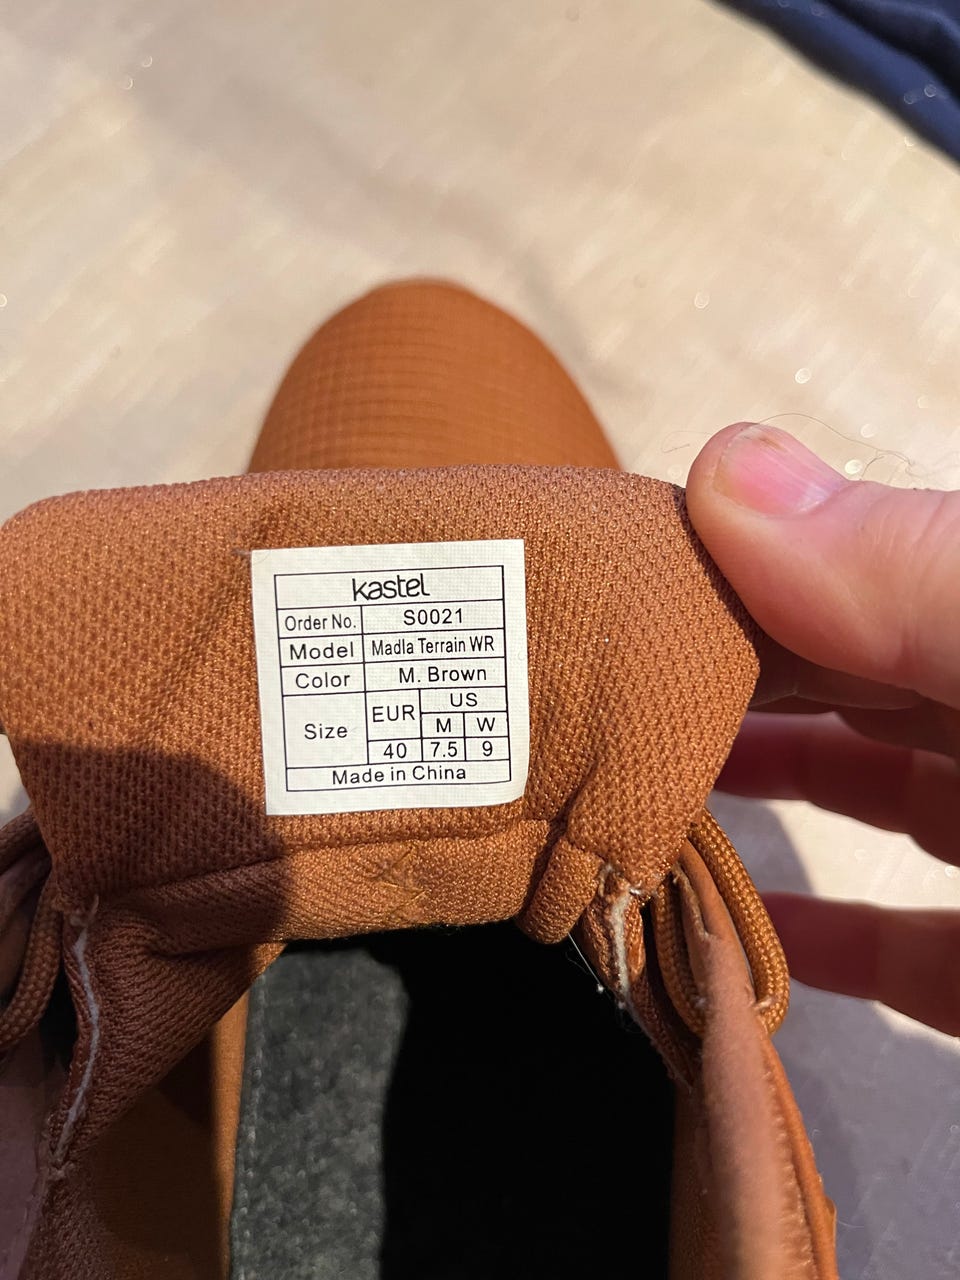 kastel
Order No. S0021
Model Madla Terrain WR
Color M. Brown
Size EUR US
M W
40 7.5 9
Made in China